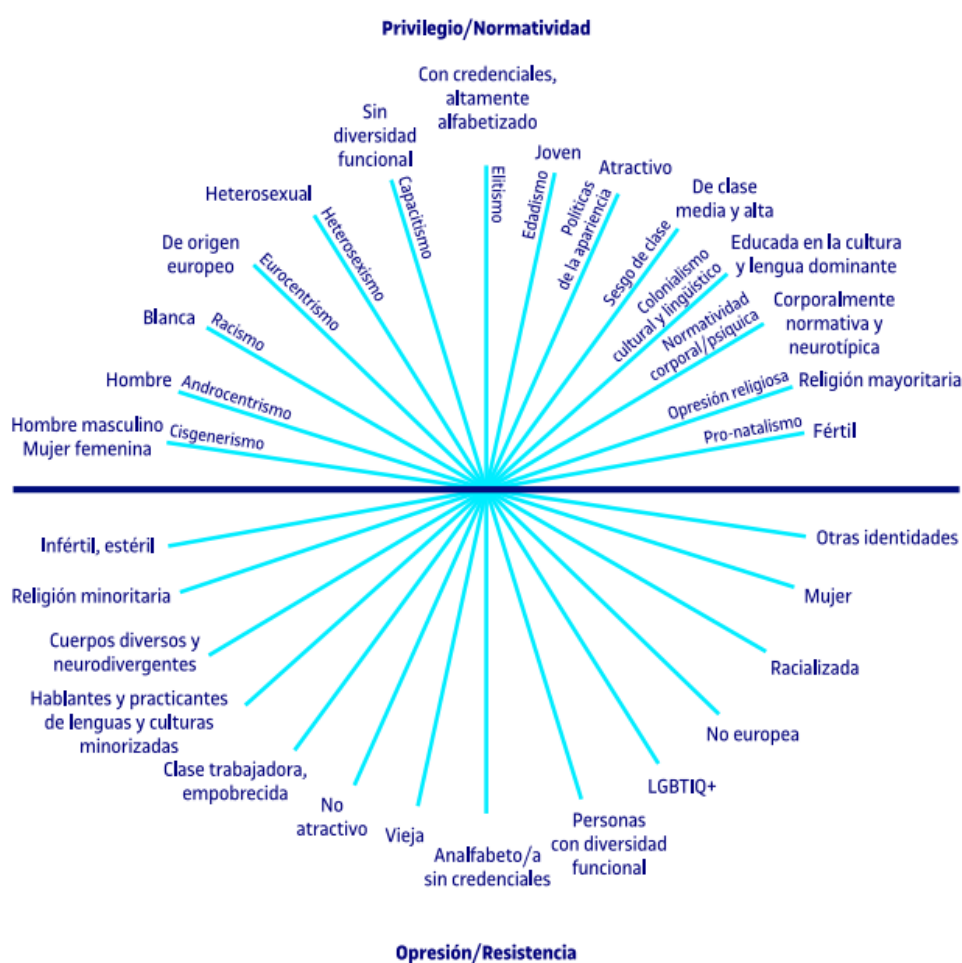 Privilegio/Normatividad
Con credenciales,
altamente
alfabetizado
Sin
diversidad
funcional
Joven
Atractivo
Heterosexual
De clase
media y alta
De origen
europeo
Educada en la cultura
y lengua dominante
Blanca
Corporalmente
normativa y
neurotípica
Hombre
Religión mayoritaria
Hombre masculino
Mujer femenina
Fértil
Cisgenerismo
Androcentrismo
Racismo
Eurocentrismo
Heterosexismo
Capacitismo
Elitismo
Edadismo
Políticas
de la apariencia
Sesgo de clase
Colonialismo
cultural y lingüístico
Normatividad
corporal/psíquica
Opresión religiosa
Pro-natalismo
Infértil, estéril
Religión minoritaria
Cuerpos diversos y
neurodivergentes
Hablantes y practicantes
de lenguas y culturas
minorizadas
Clase trabajadora,
empobrecida
No
atractivo
Vieja
Analfabeto/a
sin credenciales
Personas
con diversidad
funcional
LGBTIQ+
No europea
Racializada
Mujer
Otras identidades
Opresión/Resistencia